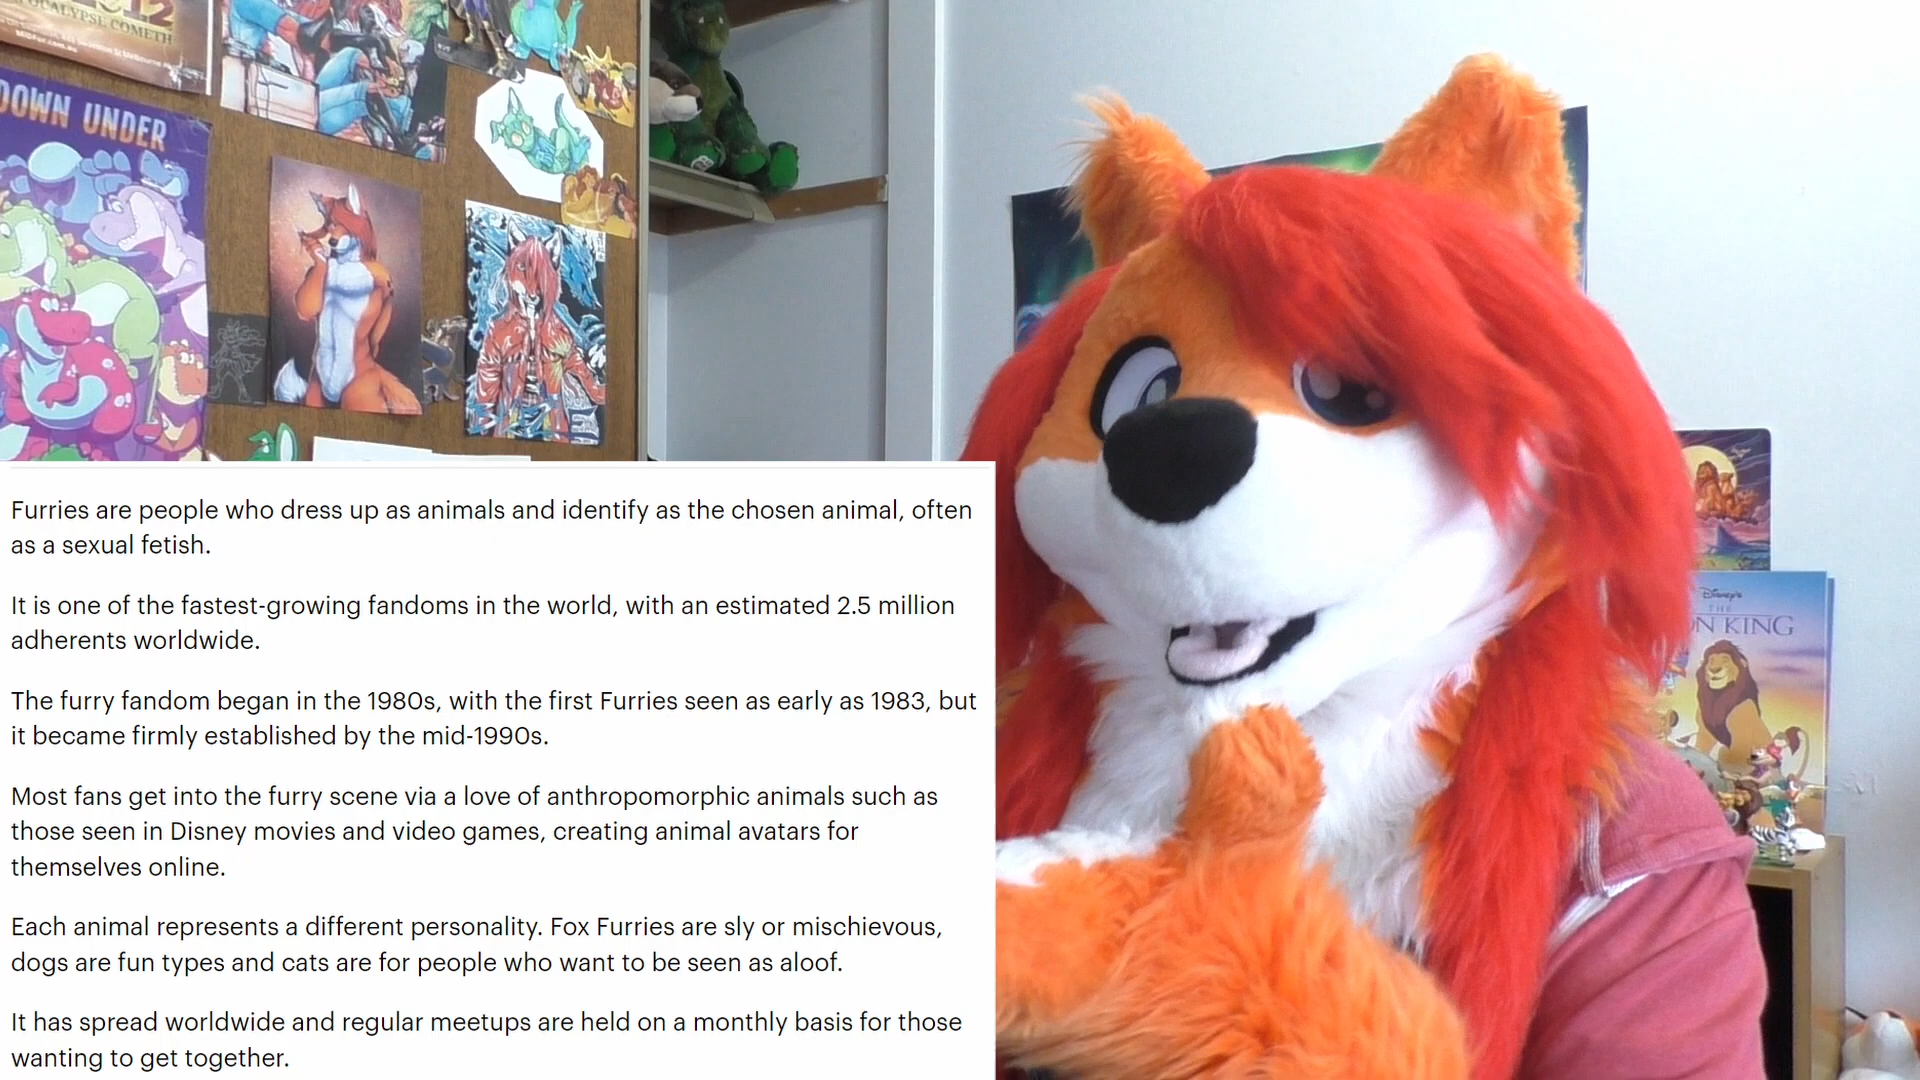 12
POCALYPSE COMETH
DOWN UNDER
Furries are people who dress up as animals and identify as the chosen animal, often
as a sexual fetish.
It is one of the fastest-growing fandoms in the world, with an estimated 2.5 million
adherents worldwide.
The furry fandom began in the 1980s, with the first Furries seen as early as 1983, but
it became firmly established by the mid-1990s.
Most fans get into the furry scene via a love of anthropomorphic animals such as
those seen in Disney movies and video games, creating animal avatars for
themselves online.
Each animal represents a different personality. Fox Furries are sly or mischievous,
dogs are fun types and cats are for people who want to be seen as aloof.
It has spread worldwide and regular meetups are held on a monthly basis for those
wanting to get together.
Disney's
THE
ON KING